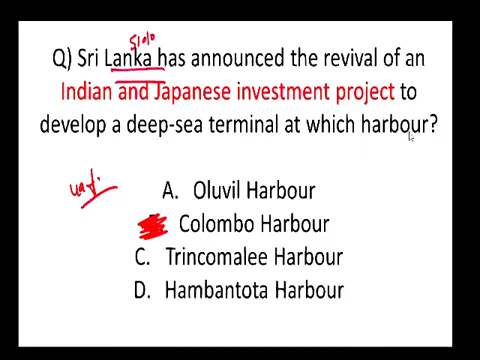 51%
Q) Sri Lanka has announced the revival of an
Indian and Japanese investment project to
develop a deep-sea terminal at which harbour?
A. Oluvil Harbour
Colombo Harbour
C. Trincomalee Harbour
D. Hambantota Harbour